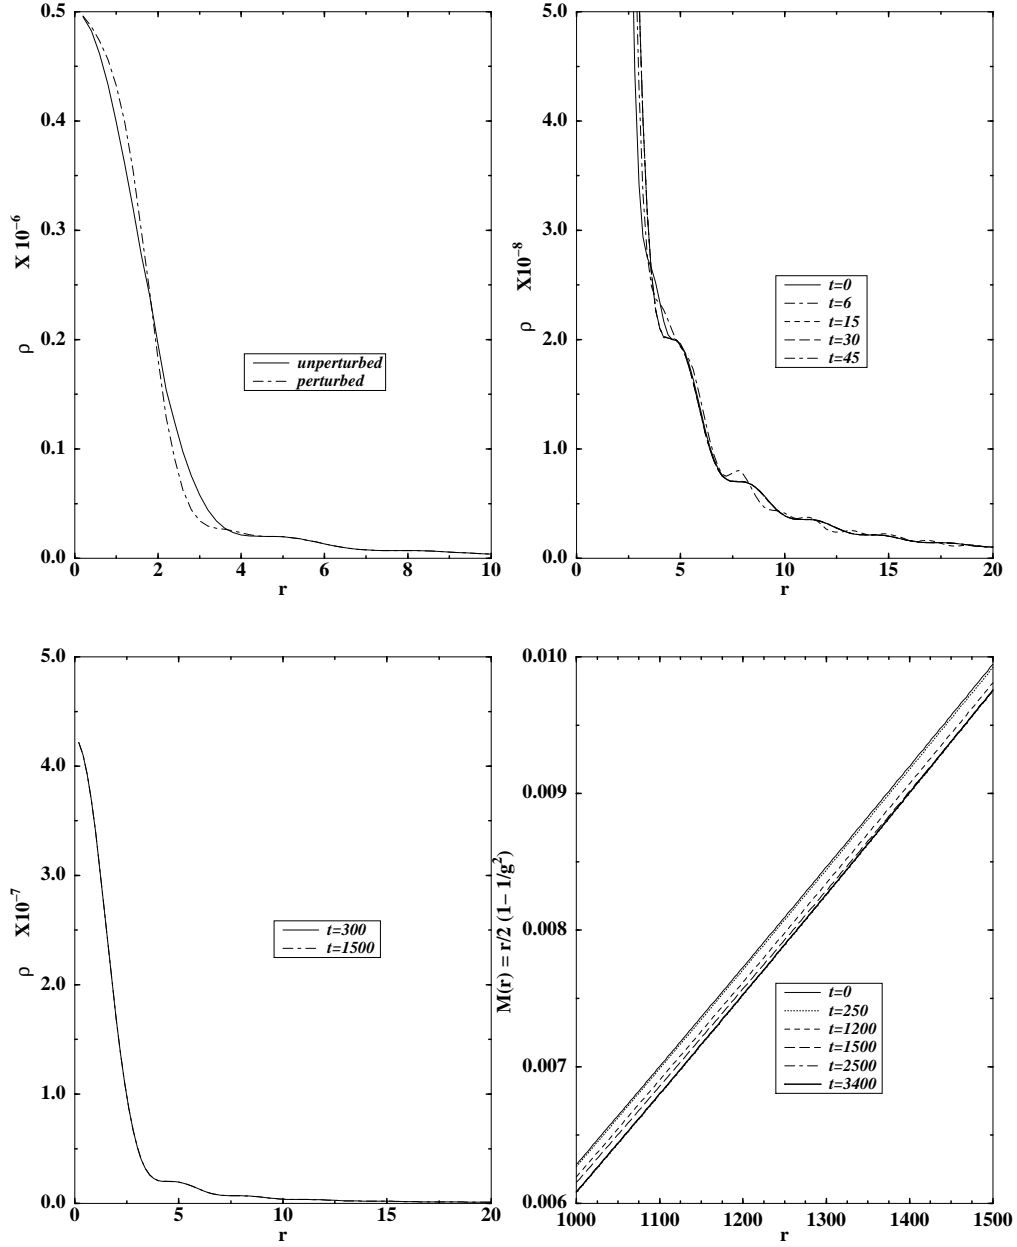 0.5
0.4
0.3
0.2
0.1
0.0
ρ X 10⁻⁶
unperturbed
perturbed
0 2 4 6 8 10
r
5.0
4.0
3.0
2.0
1.0
0.0
ρ X10⁻⁸
t=0
t=6
t=15
t=30
t=45
0 5 10 15 20
r
5.0
4.0
3.0
2.0
1.0
0.0
ρ X10⁻⁷
t=300
t=1500
0 5 10 15 20
r
0.010
0.009
0.008
0.007
0.006
M(r) = r/2 (1− 1/g²)
t=0
t=250
t=1200
t=1500
t=2500
t=3400
1000 1100 1200 1300 1400 1500
r